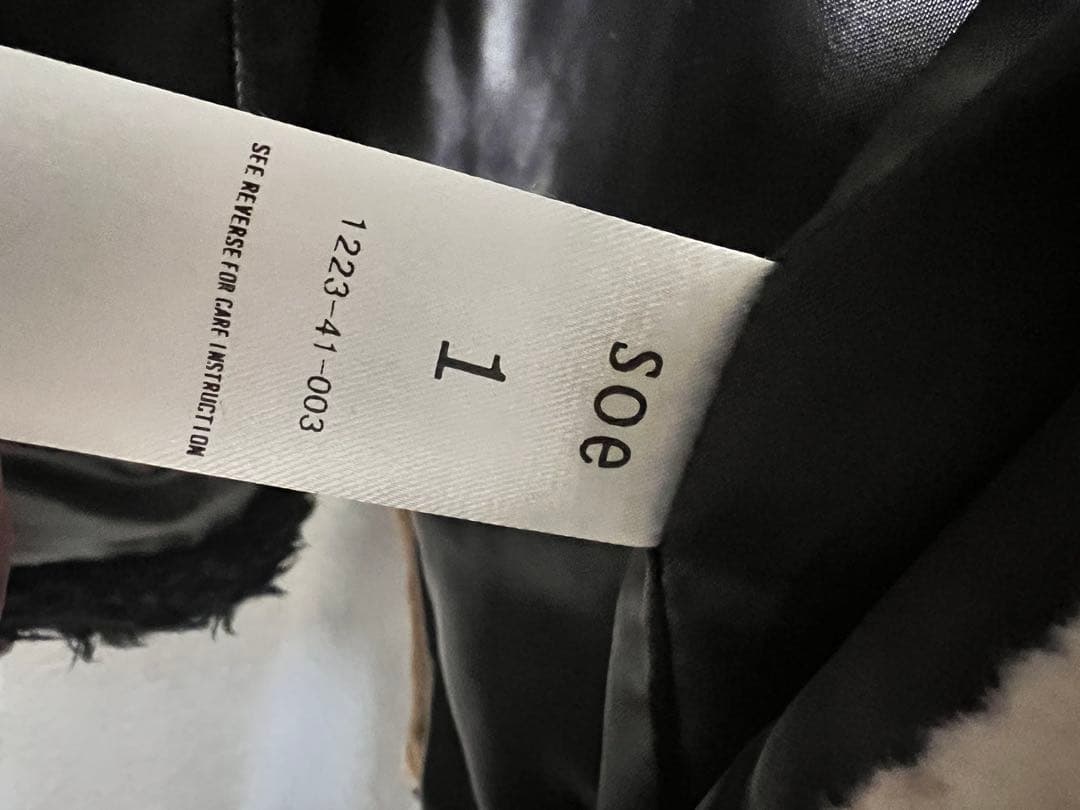 soe
1
1223-41-003
SEE REVERSE FOR CARE INSTRUCTION